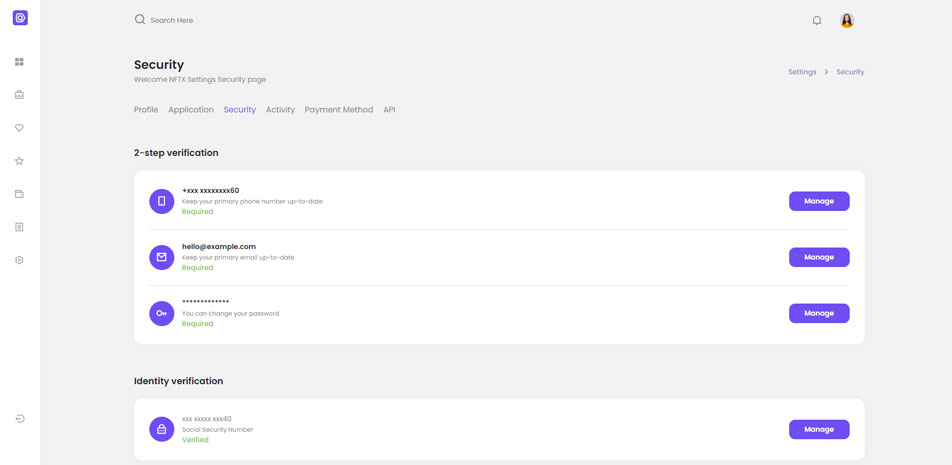 Search Here
Security
Welcome NFTX Settings Security page
Settings > Security
Profile Application Security Activity Payment Method API
2-step verification
+xxx xxxxxxxx60
Keep your primary phone number up-to-date
Required
Manage
hello@example.com
Keep your primary email up-to-date
Required
Manage
*************
You can change your password
Required
Manage
Identity verification
xxx xxxxx xxx40
Social Security Number
Verified
Manage